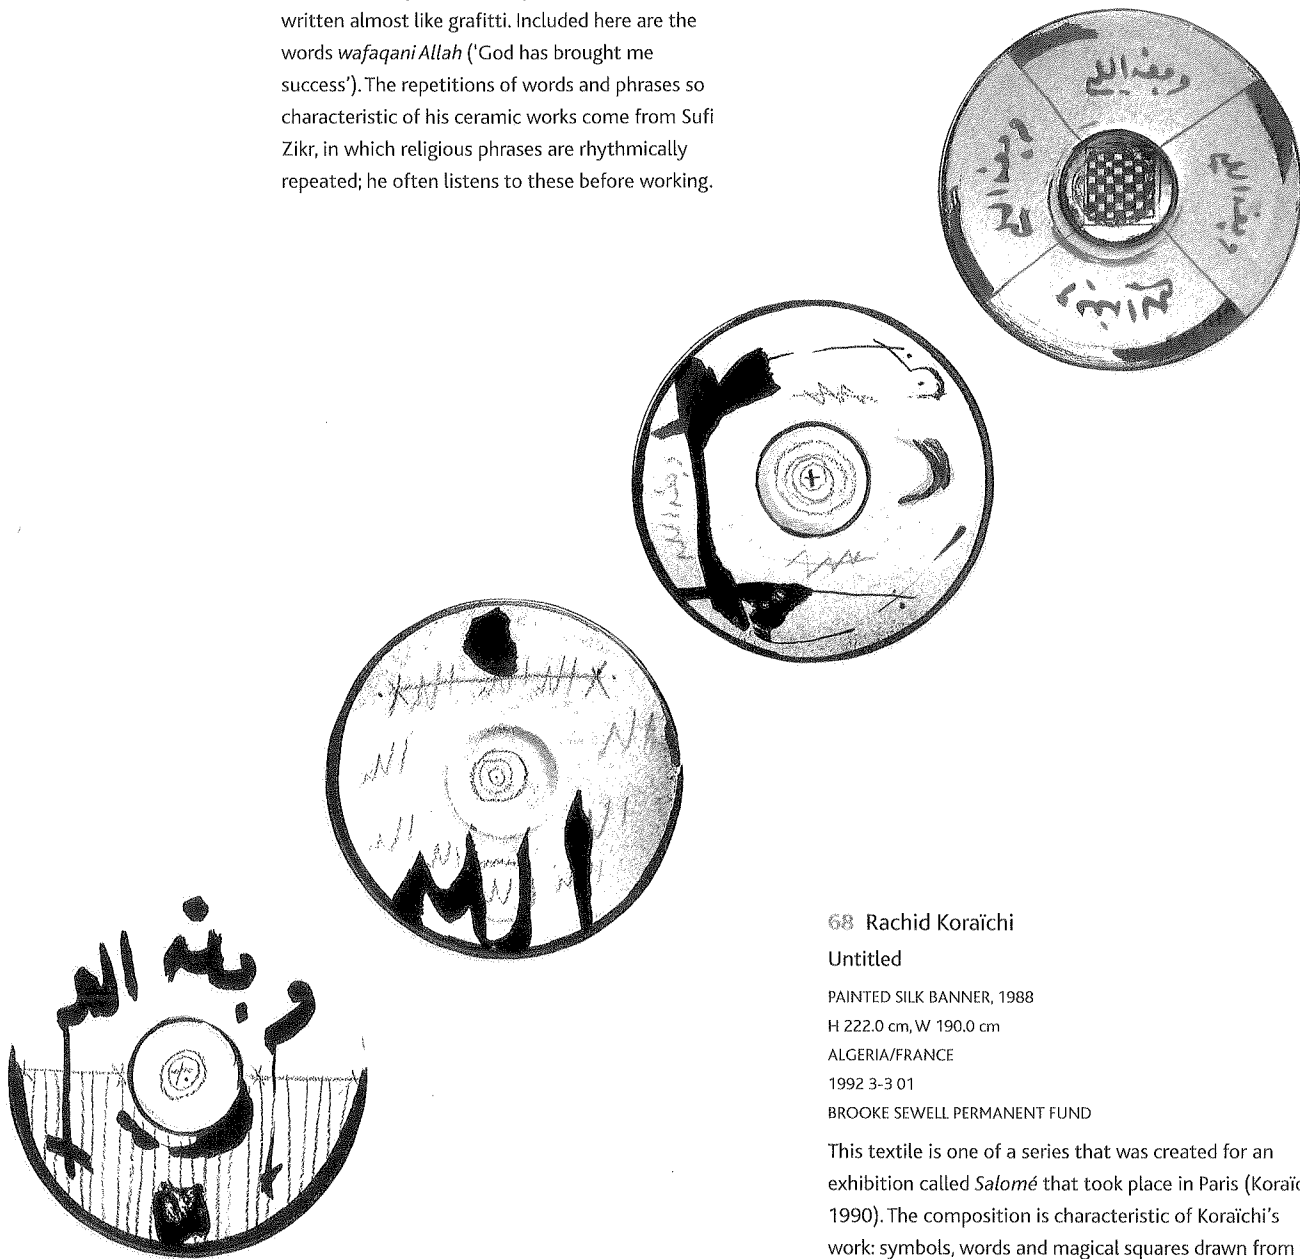 written almost like grafitti. Included here are the
words wafaqani Allah (‘God has brought me
success’). The repetitions of words and phrases so
characteristic of his ceramic works come from Sufi
Zikr, in which religious phrases are rhythmically
repeated; he often listens to these before working.
68 Rachid Koraïchi
Untitled
PAINTED SILK BANNER, 1988
H 222.0 cm, W 190.0 cm
ALGERIA/FRANCE
1992 3-3 01
BROOKE SEWELL PERMANENT FUND
This textile is one of a series that was created for an
exhibition called Salomé that took place in Paris
1990). The composition is characteristic of Koraïchi’s
work: symbols, words and magical squares drawn from